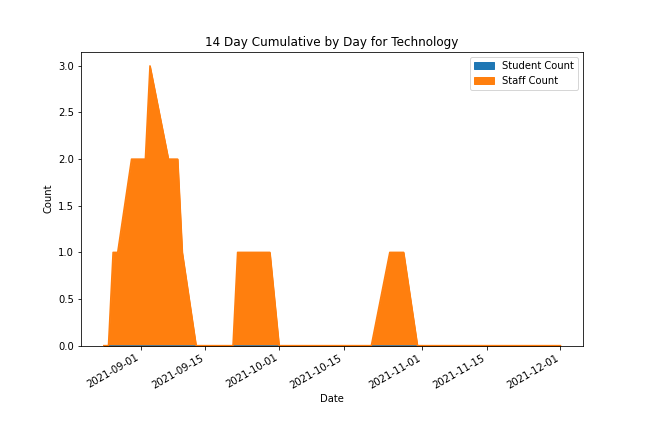 14 Day Cumulative by Day for Technology
Student Count
Staff Count
3.0
2.5
2.0
1.5
1.0
0.5
0.0
Count
2021-09-01
2021-09-15
2021-10-01
2021-10-15
2021-11-01
2021-11-15
2021-12-01
Date